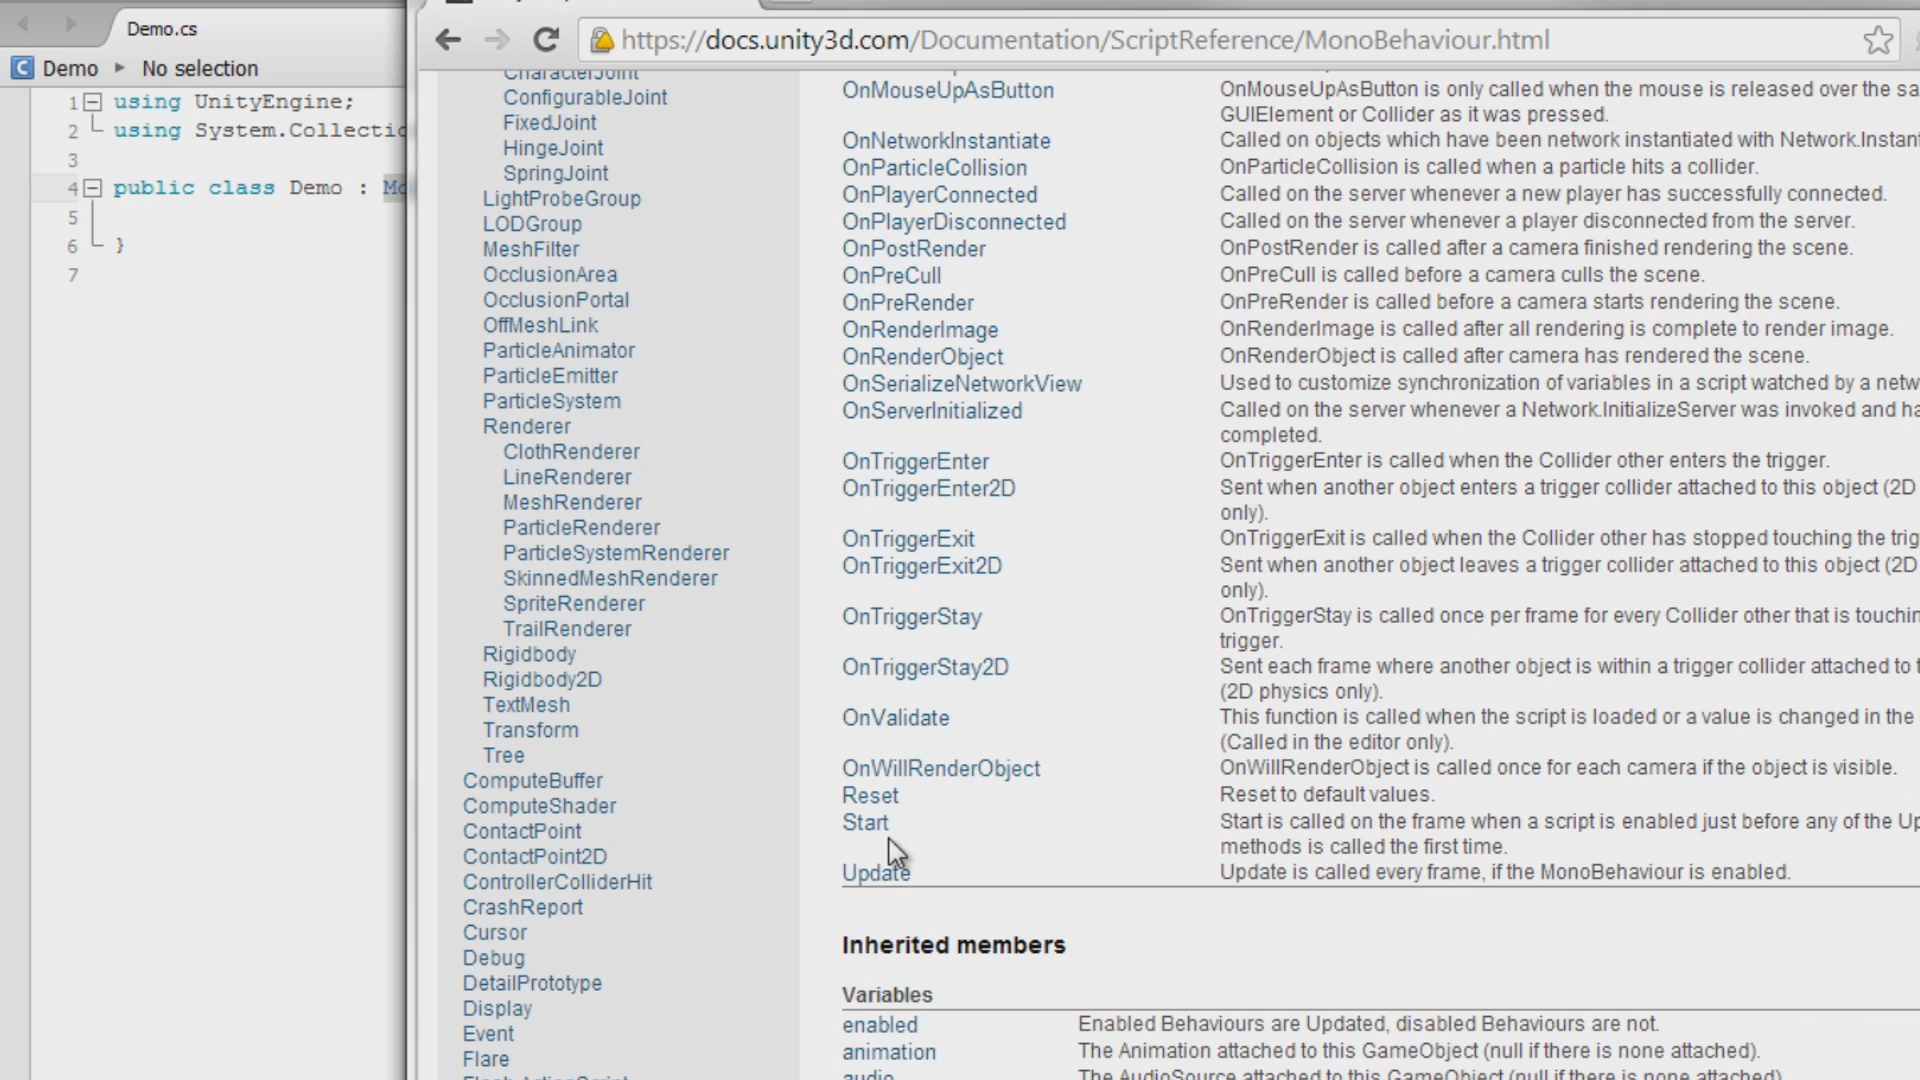 Demo.cs
Demo
No selection
1 using UnityEngine;
2 using System.Collectio
3
4 public class Demo : Mo
5
6 }
7
https://docs.unity3d.com/Documentation/ScriptReference/MonoBehaviour.html
CharacterJoint
ConfigurableJoint
FixedJoint
HingeJoint
SpringJoint
LightProbeGroup
LODGroup
MeshFilter
OcclusionArea
OcclusionPortal
OffMeshLink
ParticleAnimator
ParticleEmitter
ParticleSystem
Renderer
ClothRenderer
LineRenderer
MeshRenderer
ParticleRenderer
ParticleSystemRenderer
SkinnedMeshRenderer
SpriteRenderer
TrailRenderer
Rigidbody
Rigidbody2D
TextMesh
Transform
Tree
ComputeBuffer
ComputeShader
ContactPoint
ContactPoint2D
ControllerColliderHit
CrashReport
Cursor
Debug
DetailPrototype
Display
Event
Flare
OnMouseUpAsButton OnMouseUpAsButton is only called when the mouse is released over the sa
GUIElement or Collider as it was pressed.
OnNetworkInstantiate Called on objects which have been network instantiated with Network.Instan
OnParticleCollision OnParticleCollision is called when a particle hits a collider.
OnPlayerConnected Called on the server whenever a new player has successfully connected.
OnPlayerDisconnected Called on the server whenever a player disconnected from the server.
OnPostRender OnPostRender is called after a camera finished rendering the scene.
OnPreCull OnPreCull is called before a camera culls the scene.
OnPreRender OnPreRender is called before a camera starts rendering the scene.
OnRenderImage OnRenderImage is called after all rendering is complete to render image.
OnRenderObject OnRenderObject is called after camera has rendered the scene.
OnSerializeNetworkView Used to customize synchronization of variables in a script watched by a netw
OnServerInitialized Called on the server whenever a Network.InitializeServer was invoked and ha
completed.
OnTriggerEnter OnTriggerEnter is called when the Collider other enters the trigger.
OnTriggerEnter2D Sent when another object enters a trigger collider attached to this object (2D
only).
OnTriggerExit OnTriggerExit is called when the Collider other has stopped touching the trig
OnTriggerExit2D Sent when another object leaves a trigger collider attached to this object (2D
only).
OnTriggerStay OnTriggerStay is called once per frame for every Collider other that is touchin
trigger.
OnTriggerStay2D Sent each frame where another object is within a trigger collider attached to t
(2D physics only).
OnValidate This function is called when the script is loaded or a value is changed in the
(Called in the editor only).
OnWillRenderObject OnWillRenderObject is called once for each camera if the object is visible.
Reset Reset to default values.
Start Start is called on the frame when a script is enabled just before any of the Up
methods is called the first time.
Update Update is called every frame, if the MonoBehaviour is enabled.
Inherited members
Variables
enabled Enabled Behaviours are Updated, disabled Behaviours are not.
animation The Animation attached to this GameObject (null if there is none attached).
audio The AudioSource attached to this GameObject (null if there is none attached)